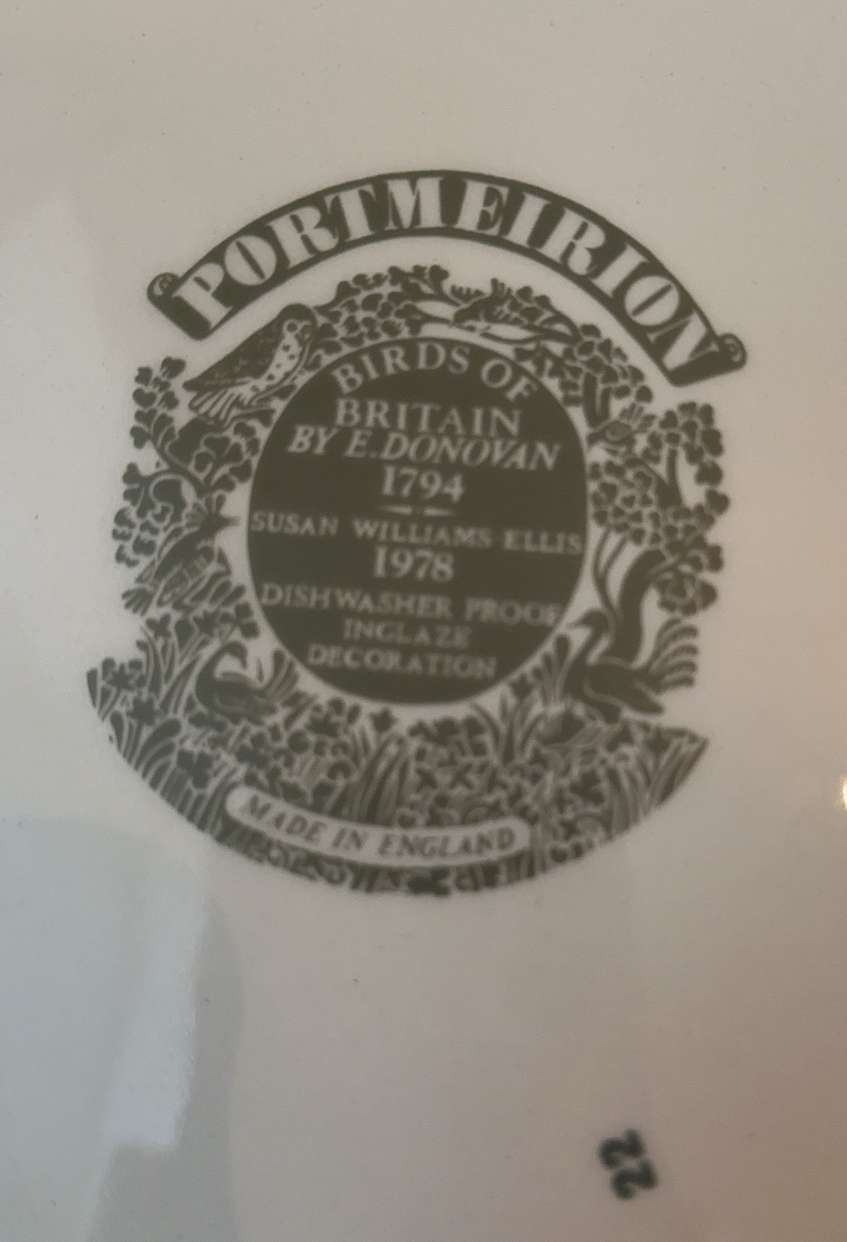 PORTMEIRION
BIRDS OF
BRITAIN
BY E.DONOVAN
1794
SUSAN WILLIAMS-ELLIS
1978
DISHWASHER PROOF
INGLAZE
DECORATION
MADE IN ENGLAND
22